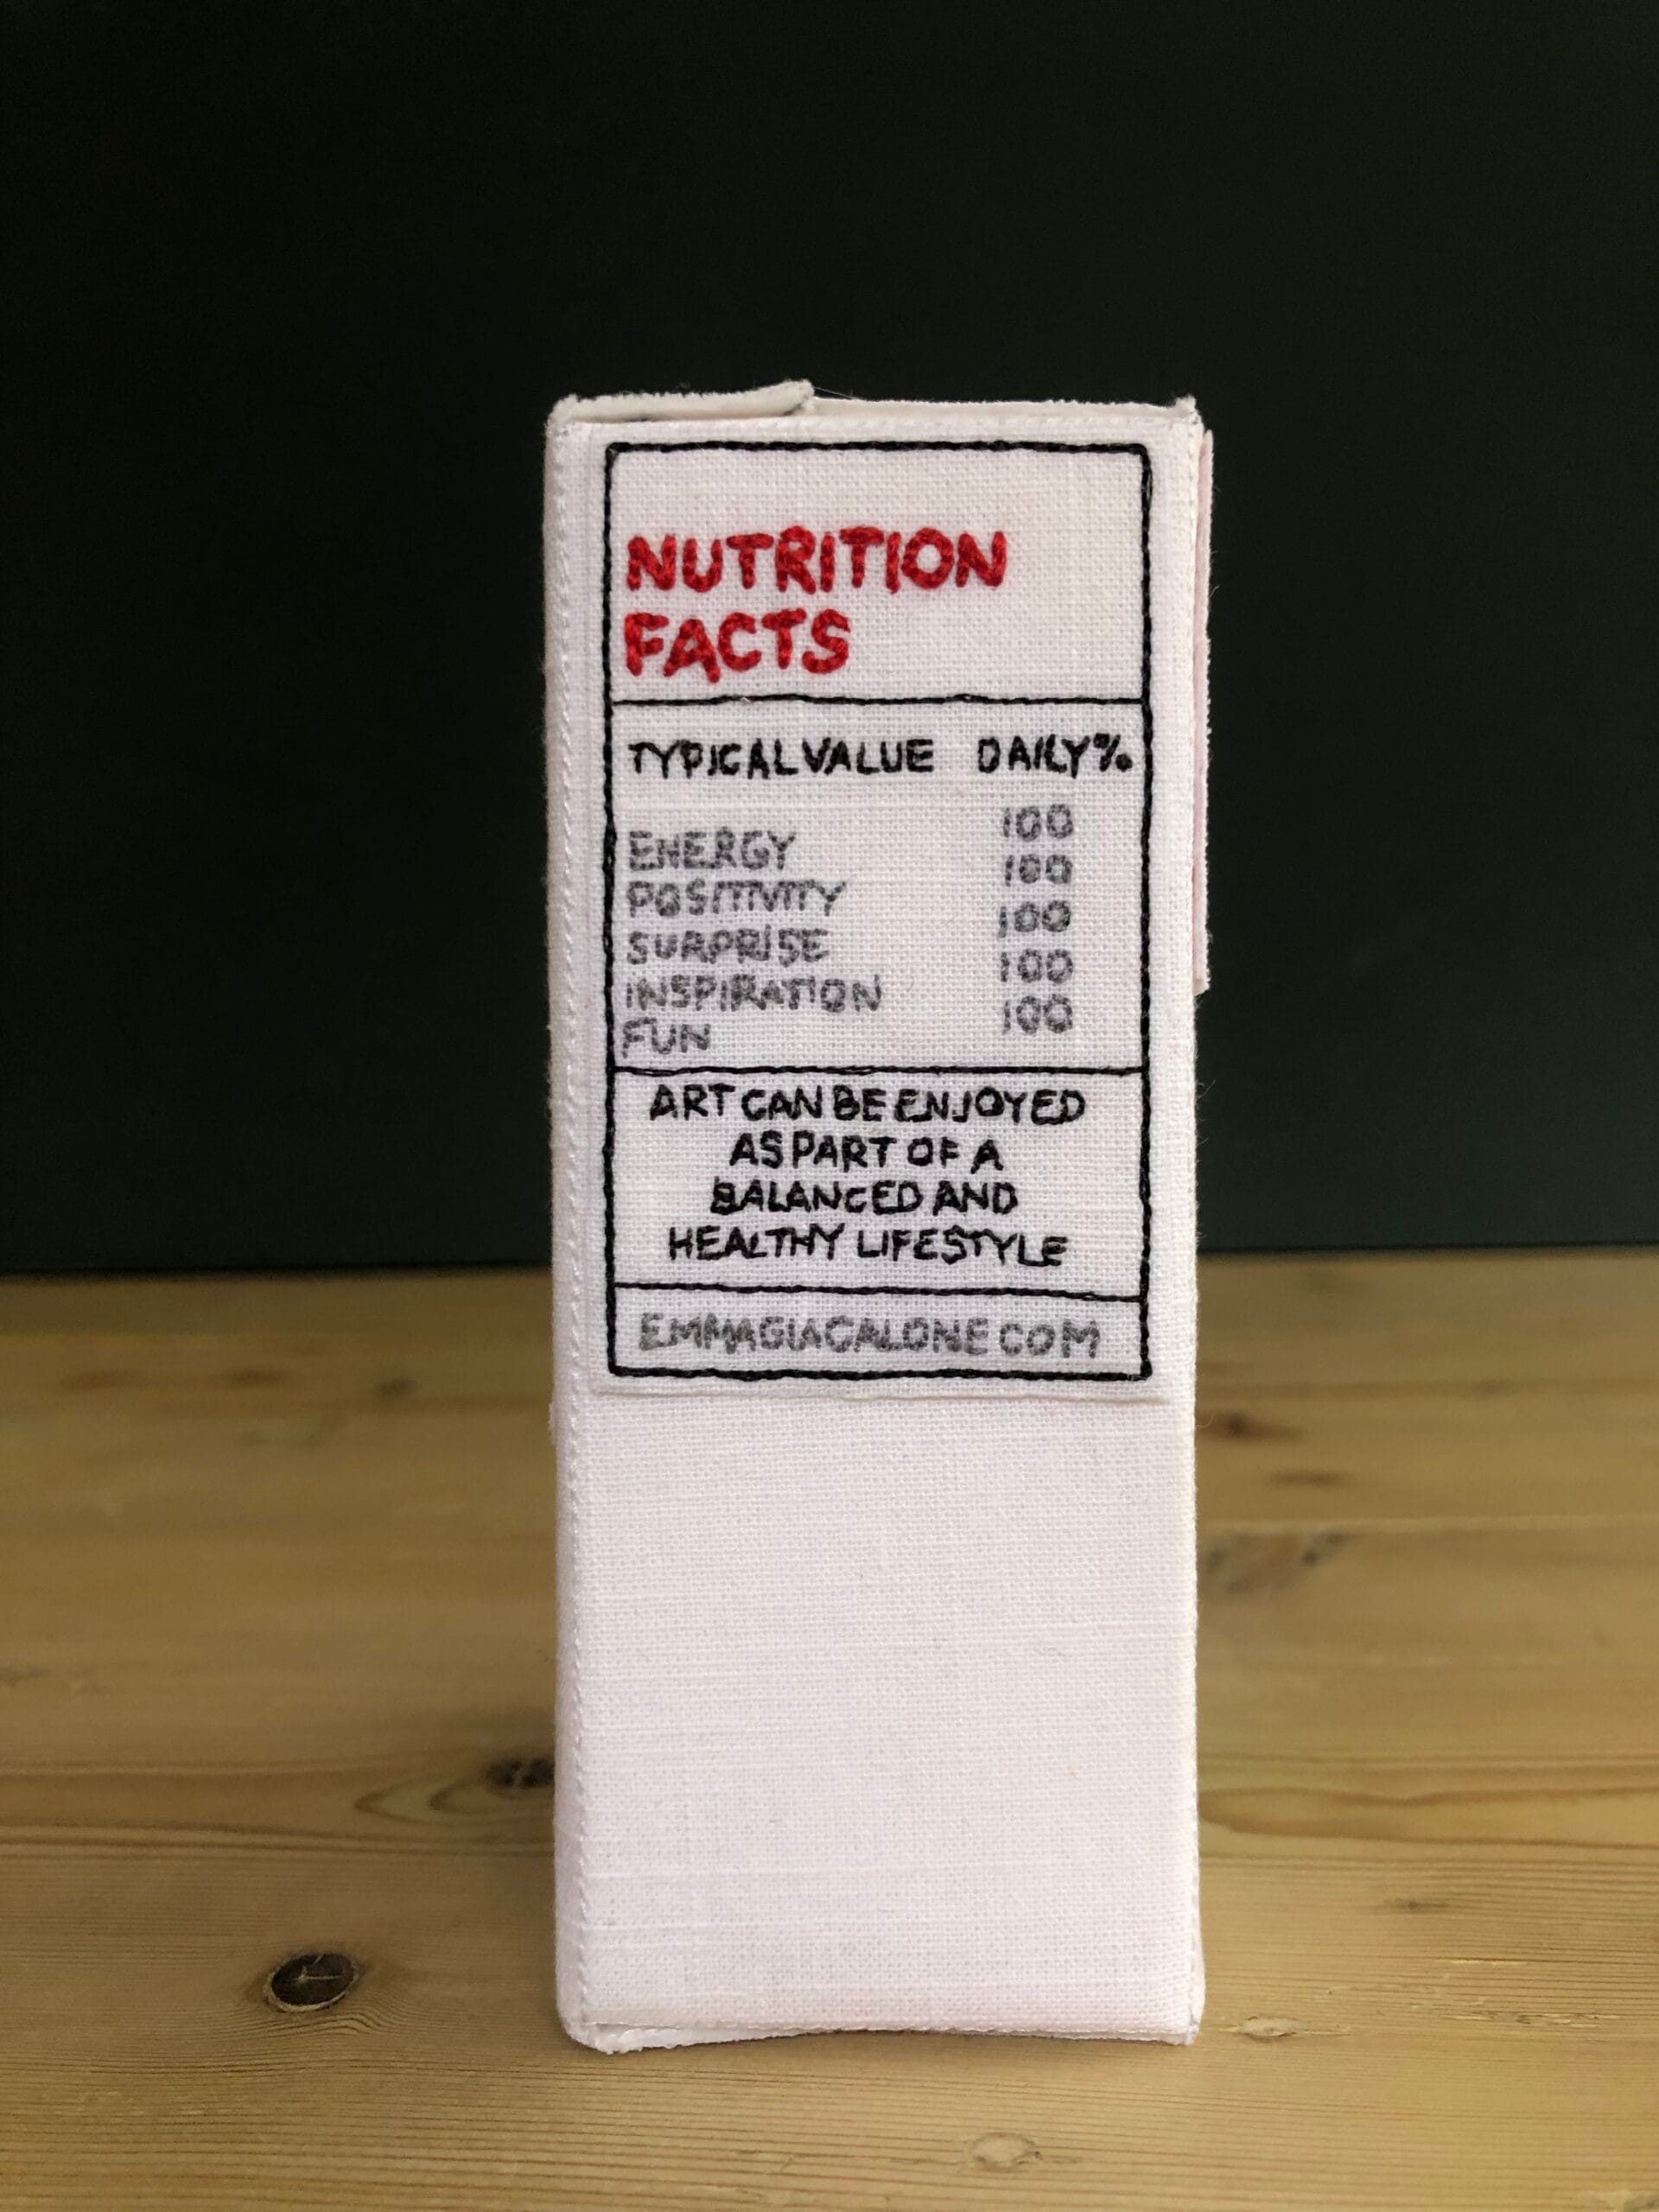 NUTRITION
FACTS
TYPICAL VALUE DAILY %
ENERGY 100
POSITIVITY 100
SURPRISE 100
INSPIRATION 100
FUN 100
ART CAN BE ENJOYED
AS PART OF A
BALANCED AND
HEALTHY LIFESTYLE
EMMAGIACALONE COM